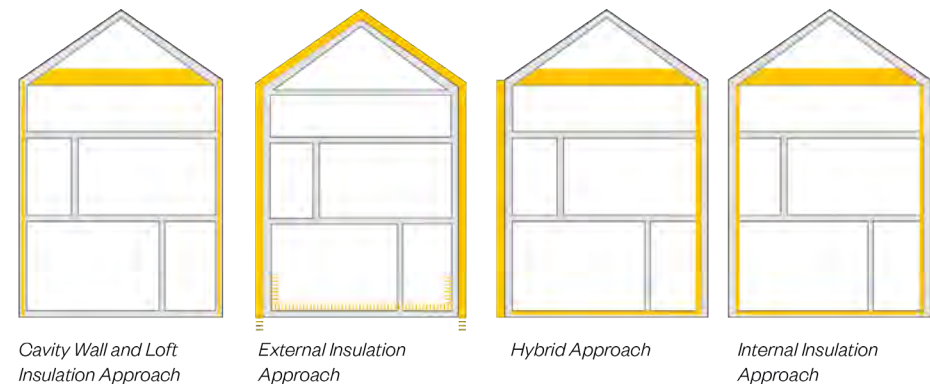 Cavity Wall and Loft
Insulation Approach
External Insulation
Approach
Hybrid Approach
Internal Insulation
Approach